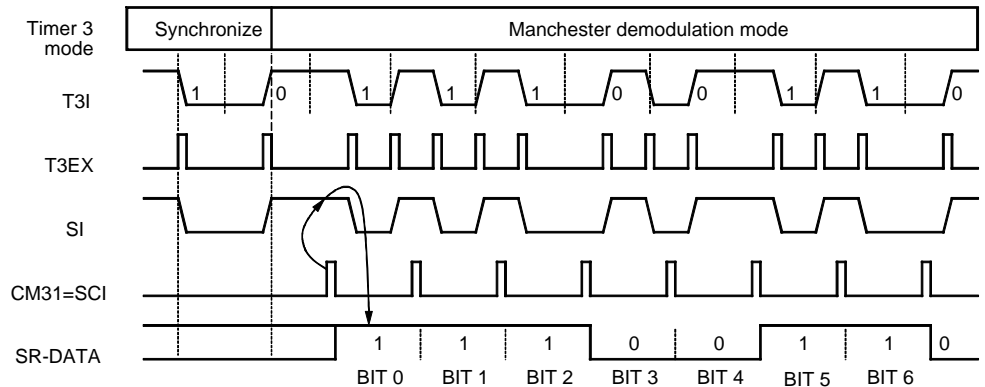 Timer 3 mode
Synchronize
Manchester demodulation mode
T3I
1 0 1 1 1 0 0 1 1 0
T3EX
SI
CM31=SCI
SR-DATA
1 1 1 0 0 1 1 0
BIT 0 BIT 1 BIT 2 BIT 3 BIT 4 BIT 5 BIT 6